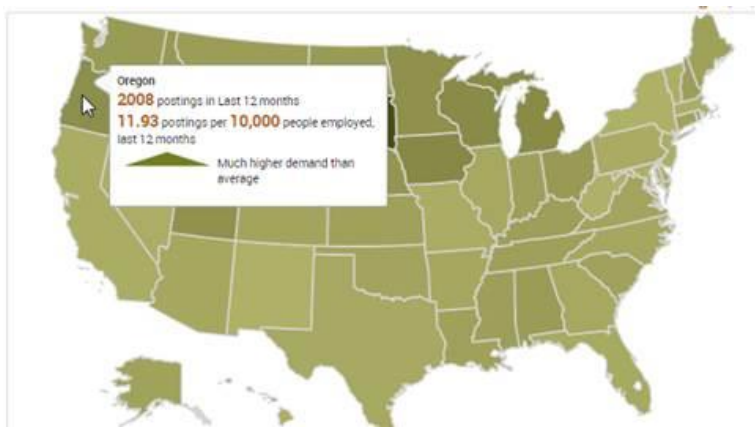 Oregon
2008 postings in Last 12 months
11.93 postings per 10,000 people employed,
last 12 months
Much higher demand than
average